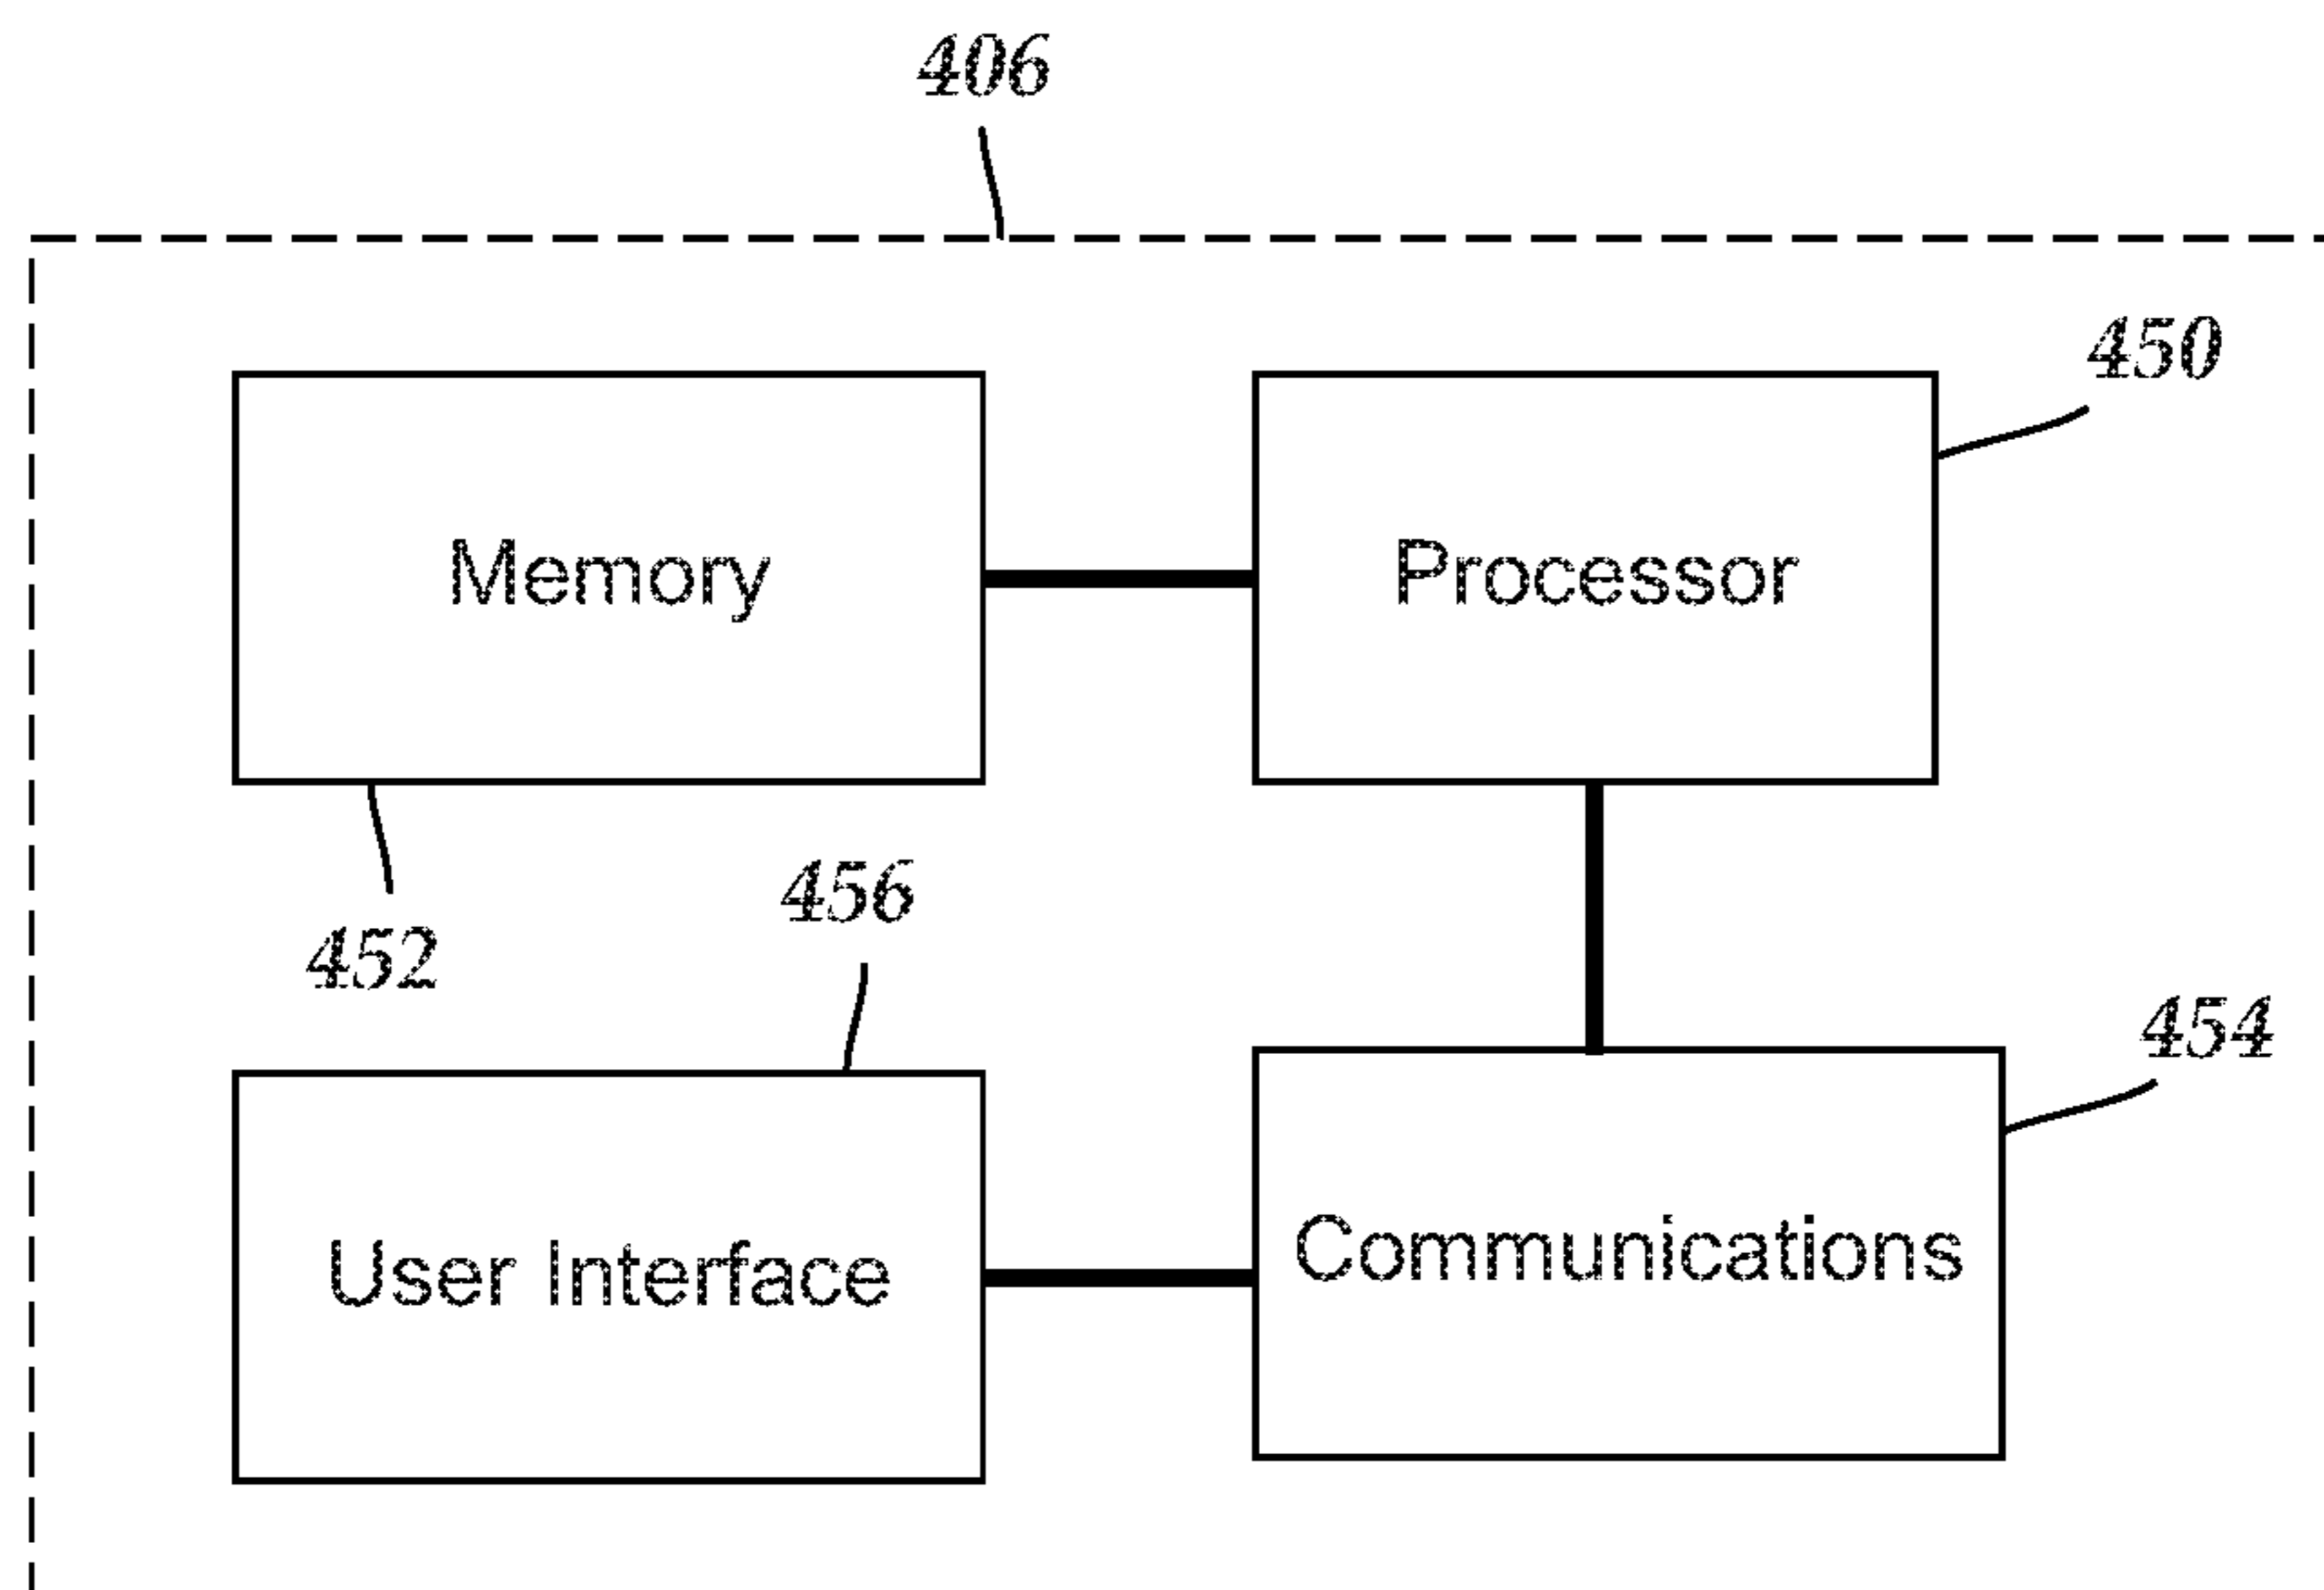 406
450
Memory
Processor
456
452
454
User Interface
Communications